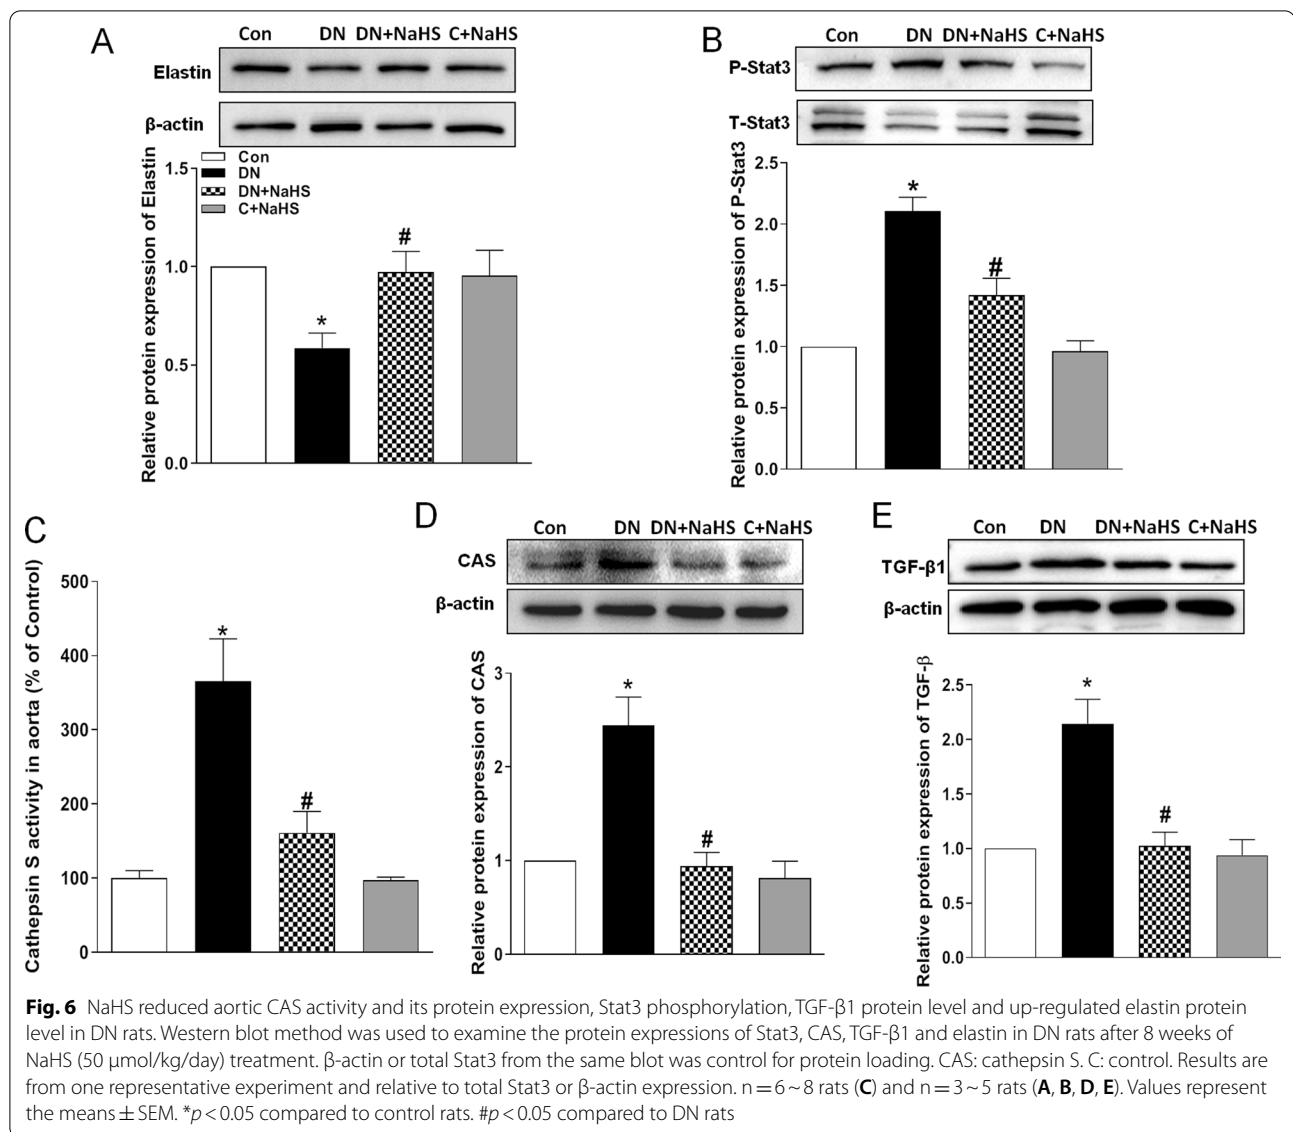 A
Con DN DN+NaHS C+NaHS
Elastin
β-actin
Con
DN
DN+NaHS
C+NaHS
Relative protein expression of Elastin
1.5
1.0
0.5
0.0
*
#
B
Con DN DN+NaHS C+NaHS
P-Stat3
T-Stat3
Relative protein expression of P-Stat3
2.5
2.0
1.5
1.0
0.5
0.0
*
#
C
Cathepsin S activity in aorta (% of Control)
500
400
300
200
100
0
*
#
D
Con DN DN+NaHS C+NaHS
CAS
β-actin
Relative protein expression of CAS
3
2
1
0
*
#
E
Con DN DN+NaHS C+NaHS
TGF-β1
β-actin
Relative protein expression of TGF-β
2.5
2.0
1.5
1.0
0.5
0.0
*
#
Fig. 6 NaHS reduced aortic CAS activity and its protein expression, Stat3 phosphorylation, TGF-β1 protein level and up-regulated elastin protein
level in DN rats. Western blot method was used to examine the protein expressions of Stat3, CAS, TGF-β1 and elastin in DN rats after 8 weeks of
NaHS (50 μmol/kg/day) treatment. β-actin or total Stat3 from the same blot was control for protein loading. CAS: cathepsin S. C: control. Results are
from one representative experiment and relative to total Stat3 or β-actin expression. n = 6 ~ 8 rats (C) and n = 3 ~ 5 rats (A, B, D, E). Values represent
the means ± SEM. *p < 0.05 compared to control rats. #p < 0.05 compared to DN rats